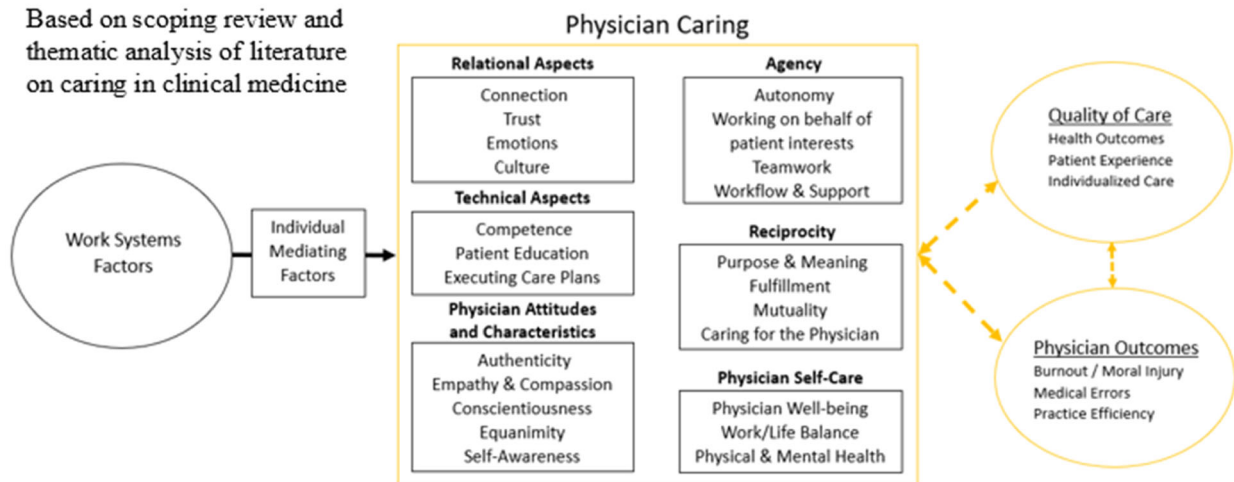 Based on scoping review and
thematic analysis of literature
on caring in clinical medicine
Physician Caring
Work Systems
Factors
Individual
Mediating
Factors
Relational Aspects
Connection
Trust
Emotions
Culture
Technical Aspects
Competence
Patient Education
Executing Care Plans
Physician Attitudes
and Characteristics
Authenticity
Empathy & Compassion
Conscientiousness
Equanimity
Self-Awareness
Agency
Autonomy
Working on behalf of
patient interests
Teamwork
Workflow & Support
Reciprocity
Purpose & Meaning
Fulfillment
Mutuality
Caring for the Physician
Physician Self-Care
Physician Well-being
Work/Life Balance
Physical & Mental Health
Quality of Care
Health Outcomes
Patient Experience
Individualized Care
Physician Outcomes
Burnout / Moral Injury
Medical Errors
Practice Efficiency